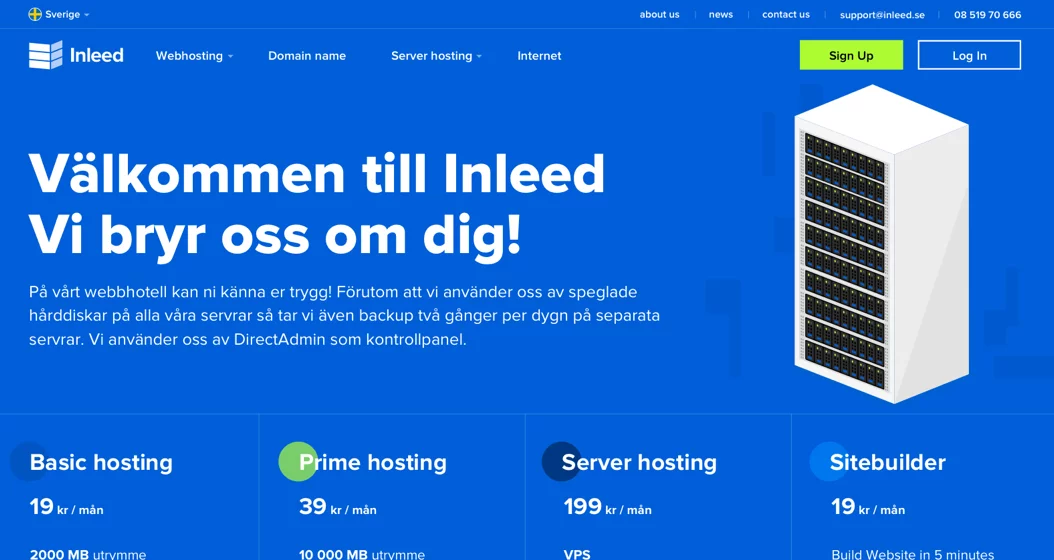 Sverige
about us
news
contact us
support@inleed.se
08 519 70 666
Inleed
Webhosting
Domain name
Server hosting
Internet
Sign Up
Log In
Välkommen till Inleed
Vi bryr oss om dig!
På vårt webbhotell kan ni känna er trygg! Förutom att vi använder oss av speglade
hårddiskar på alla våra servrar så tar vi även backup två gånger per dygn på separata
servrar. Vi använder oss av DirectAdmin som kontrollpanel.
Basic hosting
19 kr / mån
2000 MB utrymme
Prime hosting
39 kr / mån
10 000 MB utrymme
Server hosting
199 kr / mån
VPS
Sitebuilder
19 kr / mån
Build Website in 5 minutes